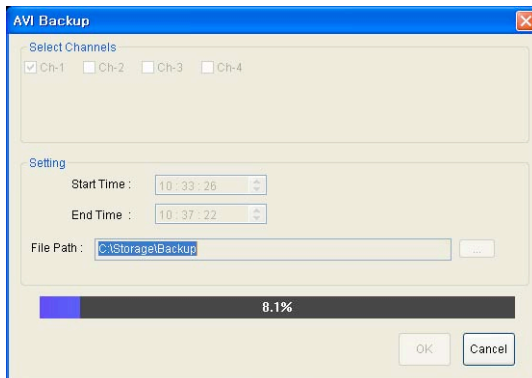 AVI Backup
Select Channels
Ch-1 Ch-2 Ch-3 Ch-4
Setting
Start Time : 10 : 33 : 26
End Time : 10 : 37 : 22
File Path : C:\Storage\Backup ...
8.1%
OK Cancel